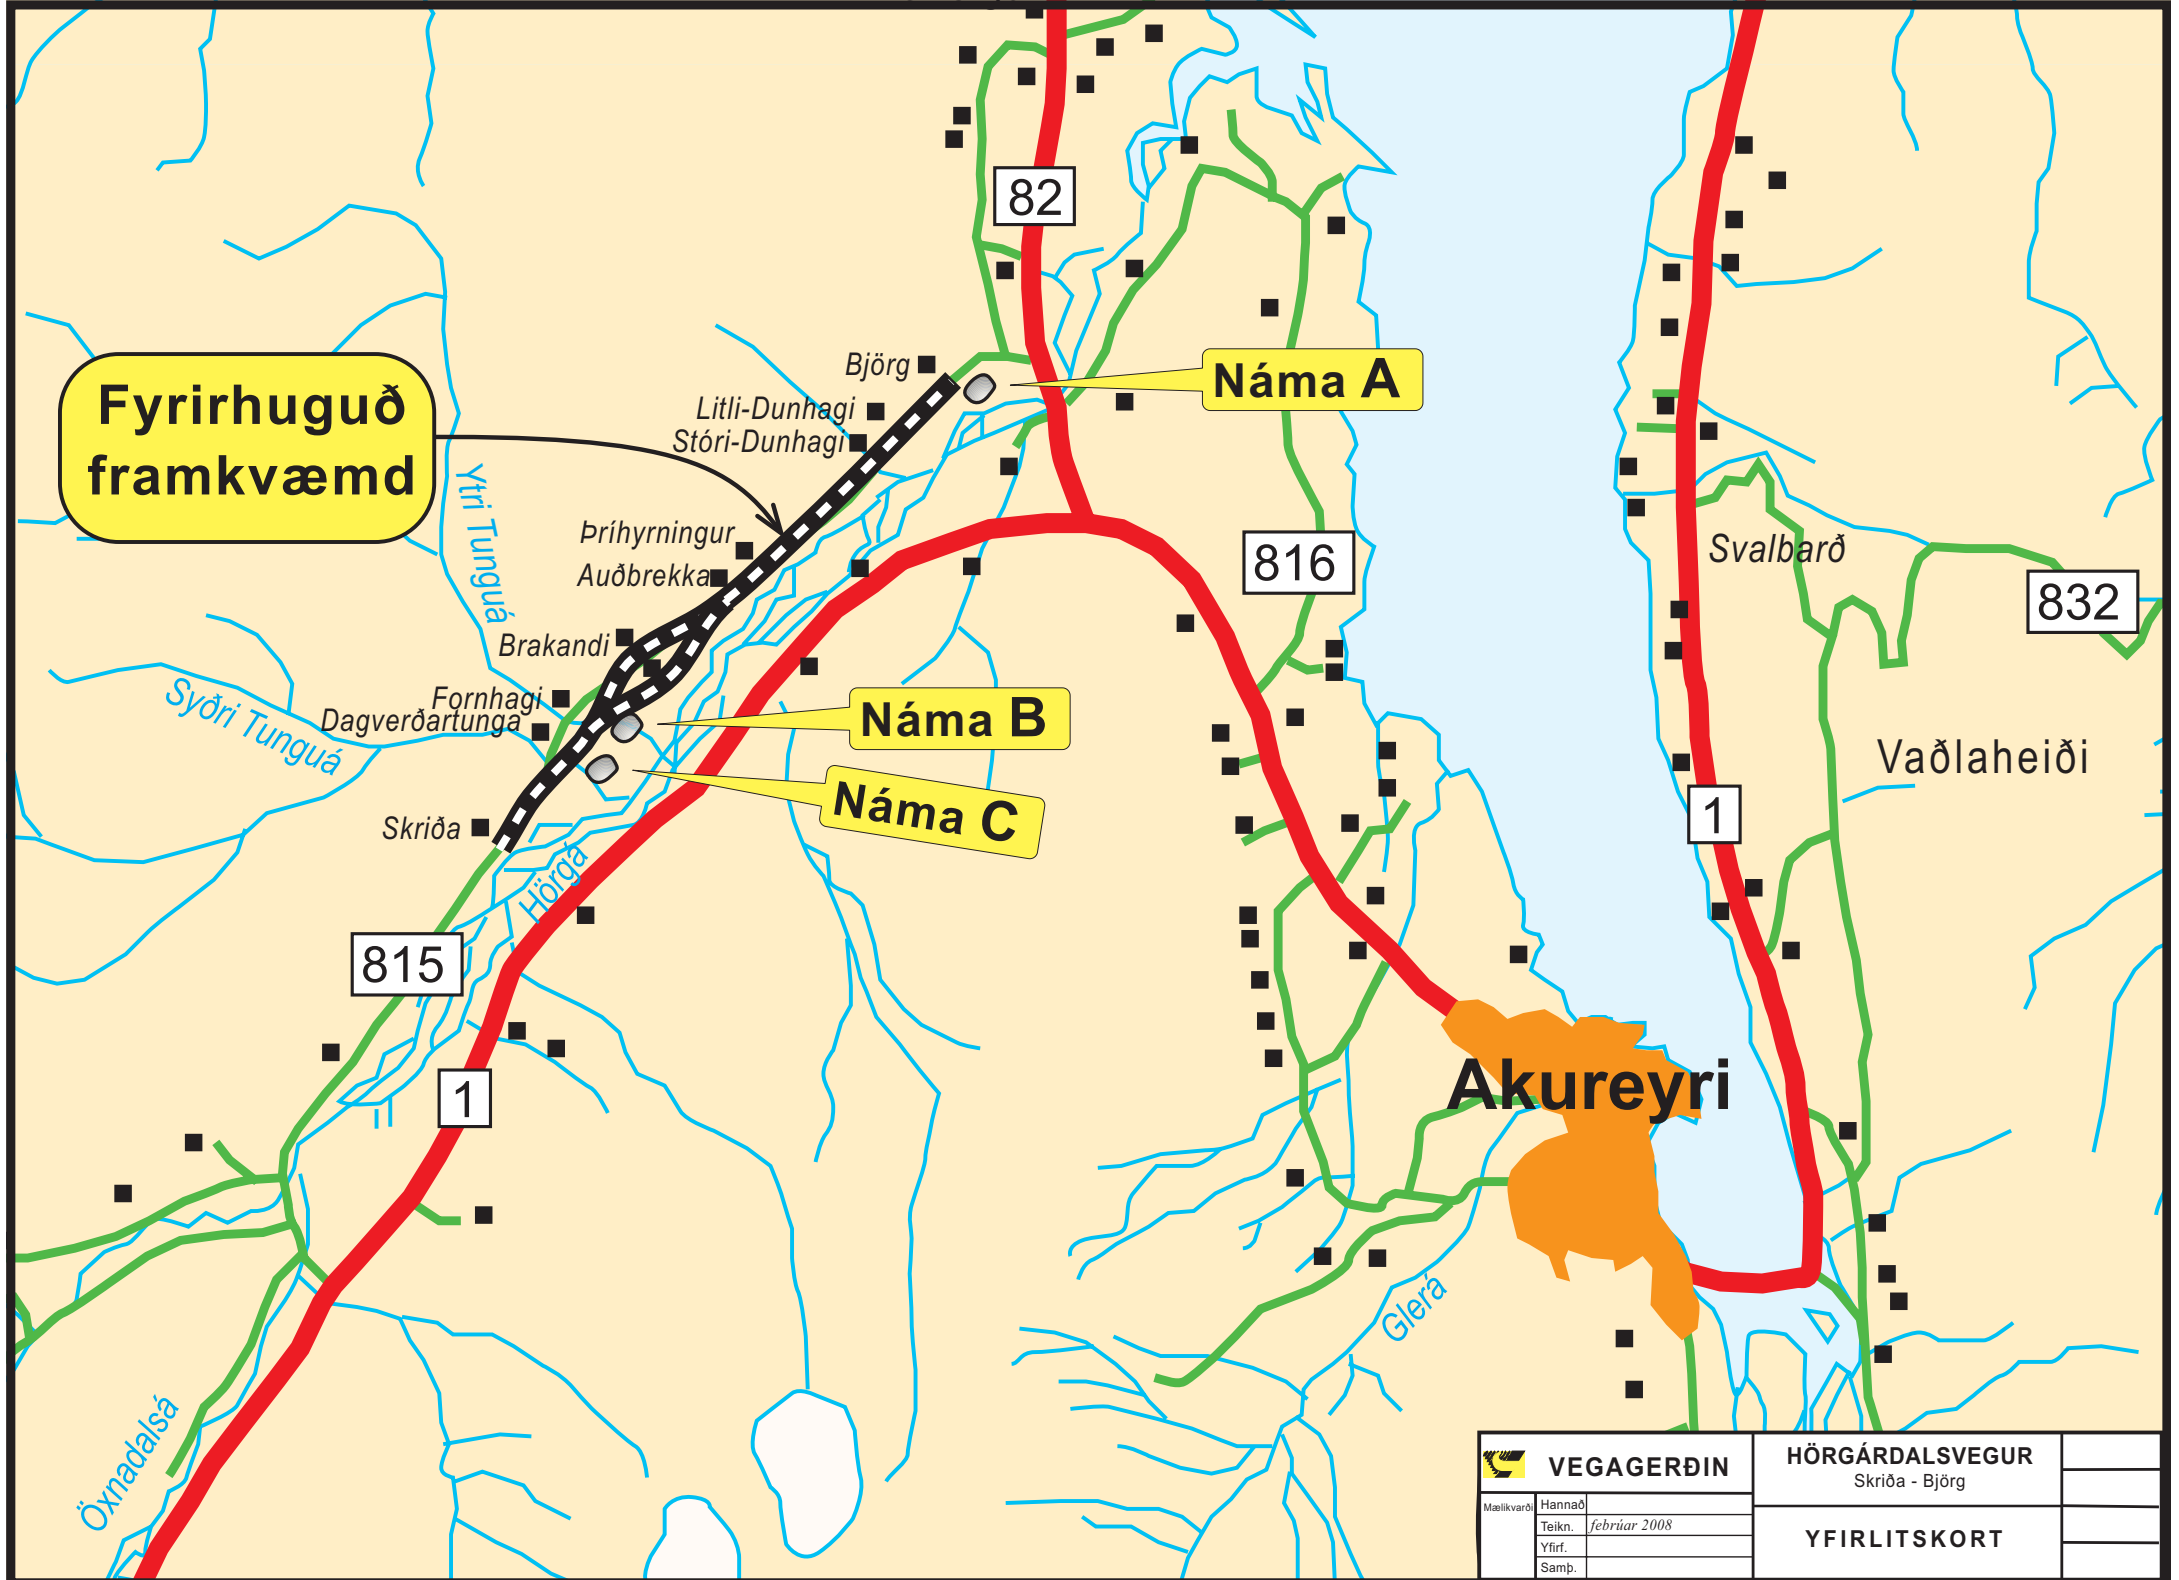 82
Björg
Náma A
Fyrirhuguð
framkvæmd
Litli-Dunhagi
Stóri-Dunhagi
Ytri Tunguá
Þríhyrningur
Auðbrekka
816
Svalbarð
832
Brakandi
Syðri Tunguá
Fornhagi
Dagverðartunga
Náma B
Vaðlaheiði
Náma C
1
Skriða
Hörgá
815
1
Akureyri
Glerá
Öxnadalsá
VEGAGERÐIN
HÖRGÁRDALSVEGUR
Skriða - Björg
Mælikvarði
Hannað
Teikn. febrúar 2008
Yfirf.
Samþ.
YFIRLITSKORT